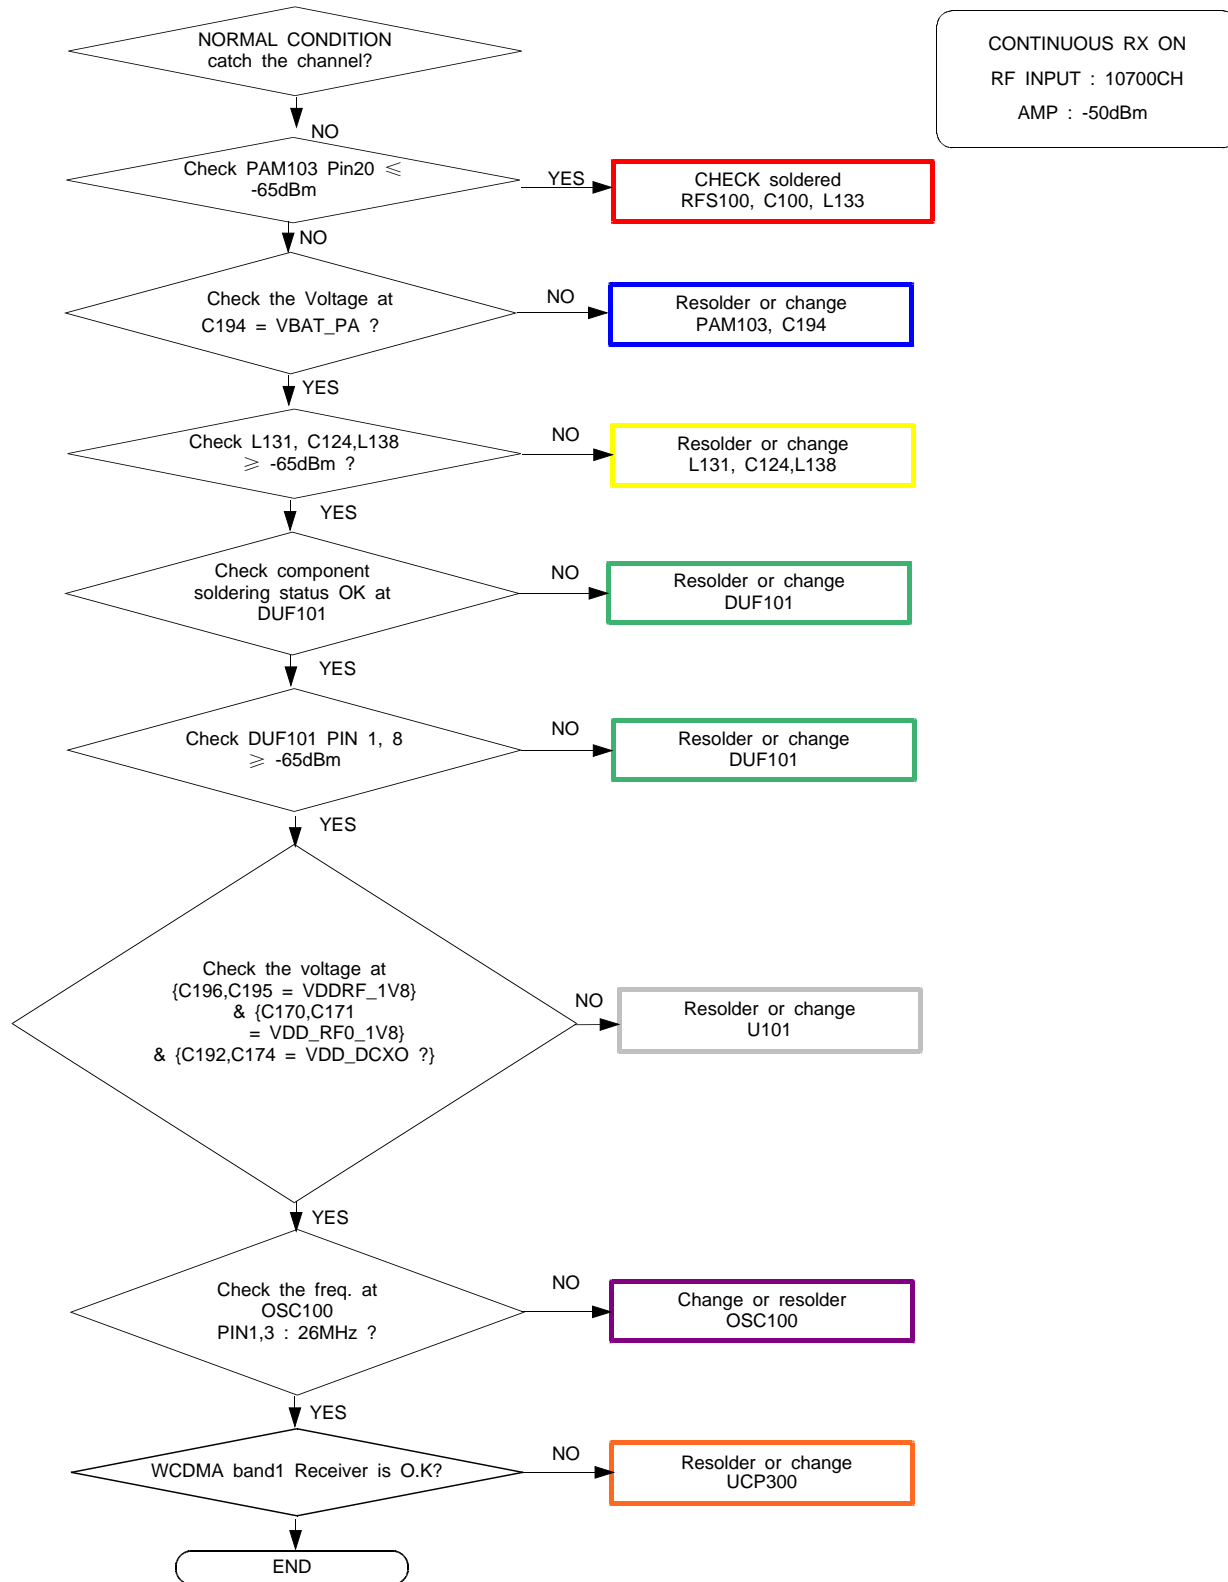 NORMAL CONDITION
catch the channel?
CONTINUOUS RX ON
RF INPUT : 10700CH
AMP : -50dBm
NO
Check PAM103 Pin20 ≤
-65dBm
YES
CHECK soldered
RFS100, C100, L133
NO
Check the Voltage at
C194 = VBAT_PA ?
NO
Resolder or change
PAM103, C194
YES
Check L131, C124,L138
≥ -65dBm ?
NO
Resolder or change
L131, C124,L138
YES
Check component
soldering status OK at
DUF101
NO
Resolder or change
DUF101
YES
Check DUF101 PIN 1, 8
≥ -65dBm
NO
Resolder or change
DUF101
YES
Check the voltage at
{C196,C195 = VDDRF_1V8}
& {C170,C171
= VDD_RF0_1V8}
& {C192,C174 = VDD_DCXO ?}
NO
Resolder or change
U101
YES
Check the freq. at
OSC100
PIN1,3 : 26MHz ?
NO
Change or resolder
OSC100
YES
WCDMA band1 Receiver is O.K?
NO
Resolder or change
UCP300
END